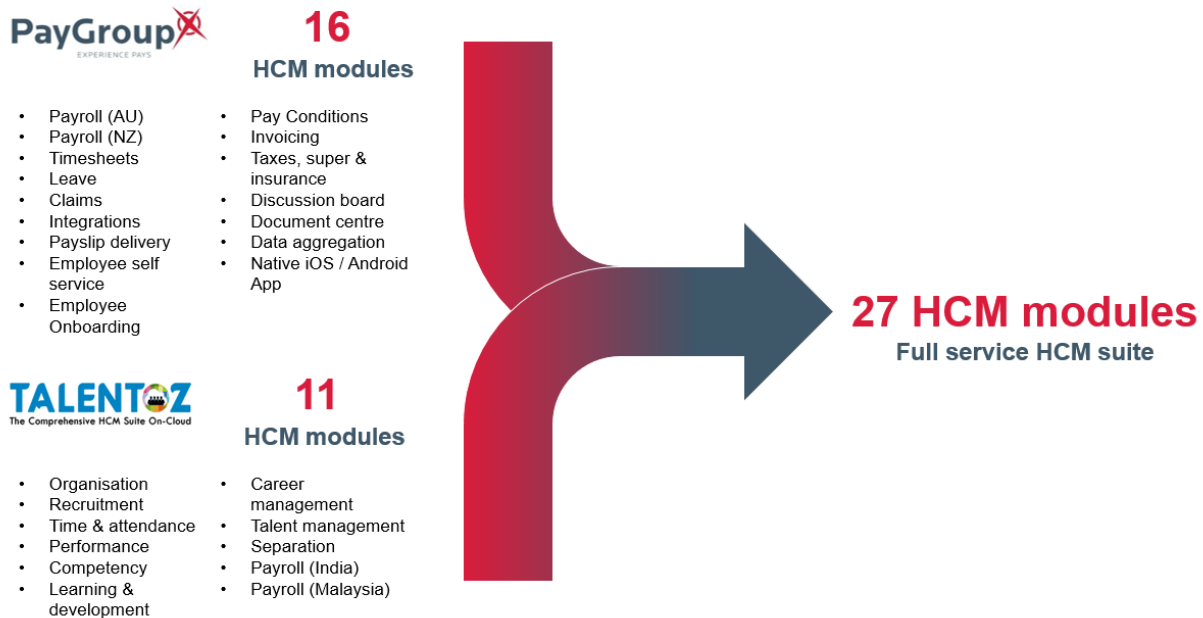 PayGroup
EXPERIENCE PAYS
16
HCM modules
• Payroll (AU)
• Payroll (NZ)
• Timesheets
• Leave
• Claims
• Integrations
• Payslip delivery
• Employee self
service
• Employee
Onboarding
• Pay Conditions
• Invoicing
• Taxes, super &
insurance
• Discussion board
• Document centre
• Data aggregation
• Native iOS / Android
App
TALENTOZ
The Comprehensive HCM Suite On-Cloud
11
HCM modules
• Organisation
• Recruitment
• Time & attendance
• Performance
• Competency
• Learning &
development
• Career
management
• Talent management
• Separation
• Payroll (India)
• Payroll (Malaysia)
27 HCM modules
Full service HCM suite